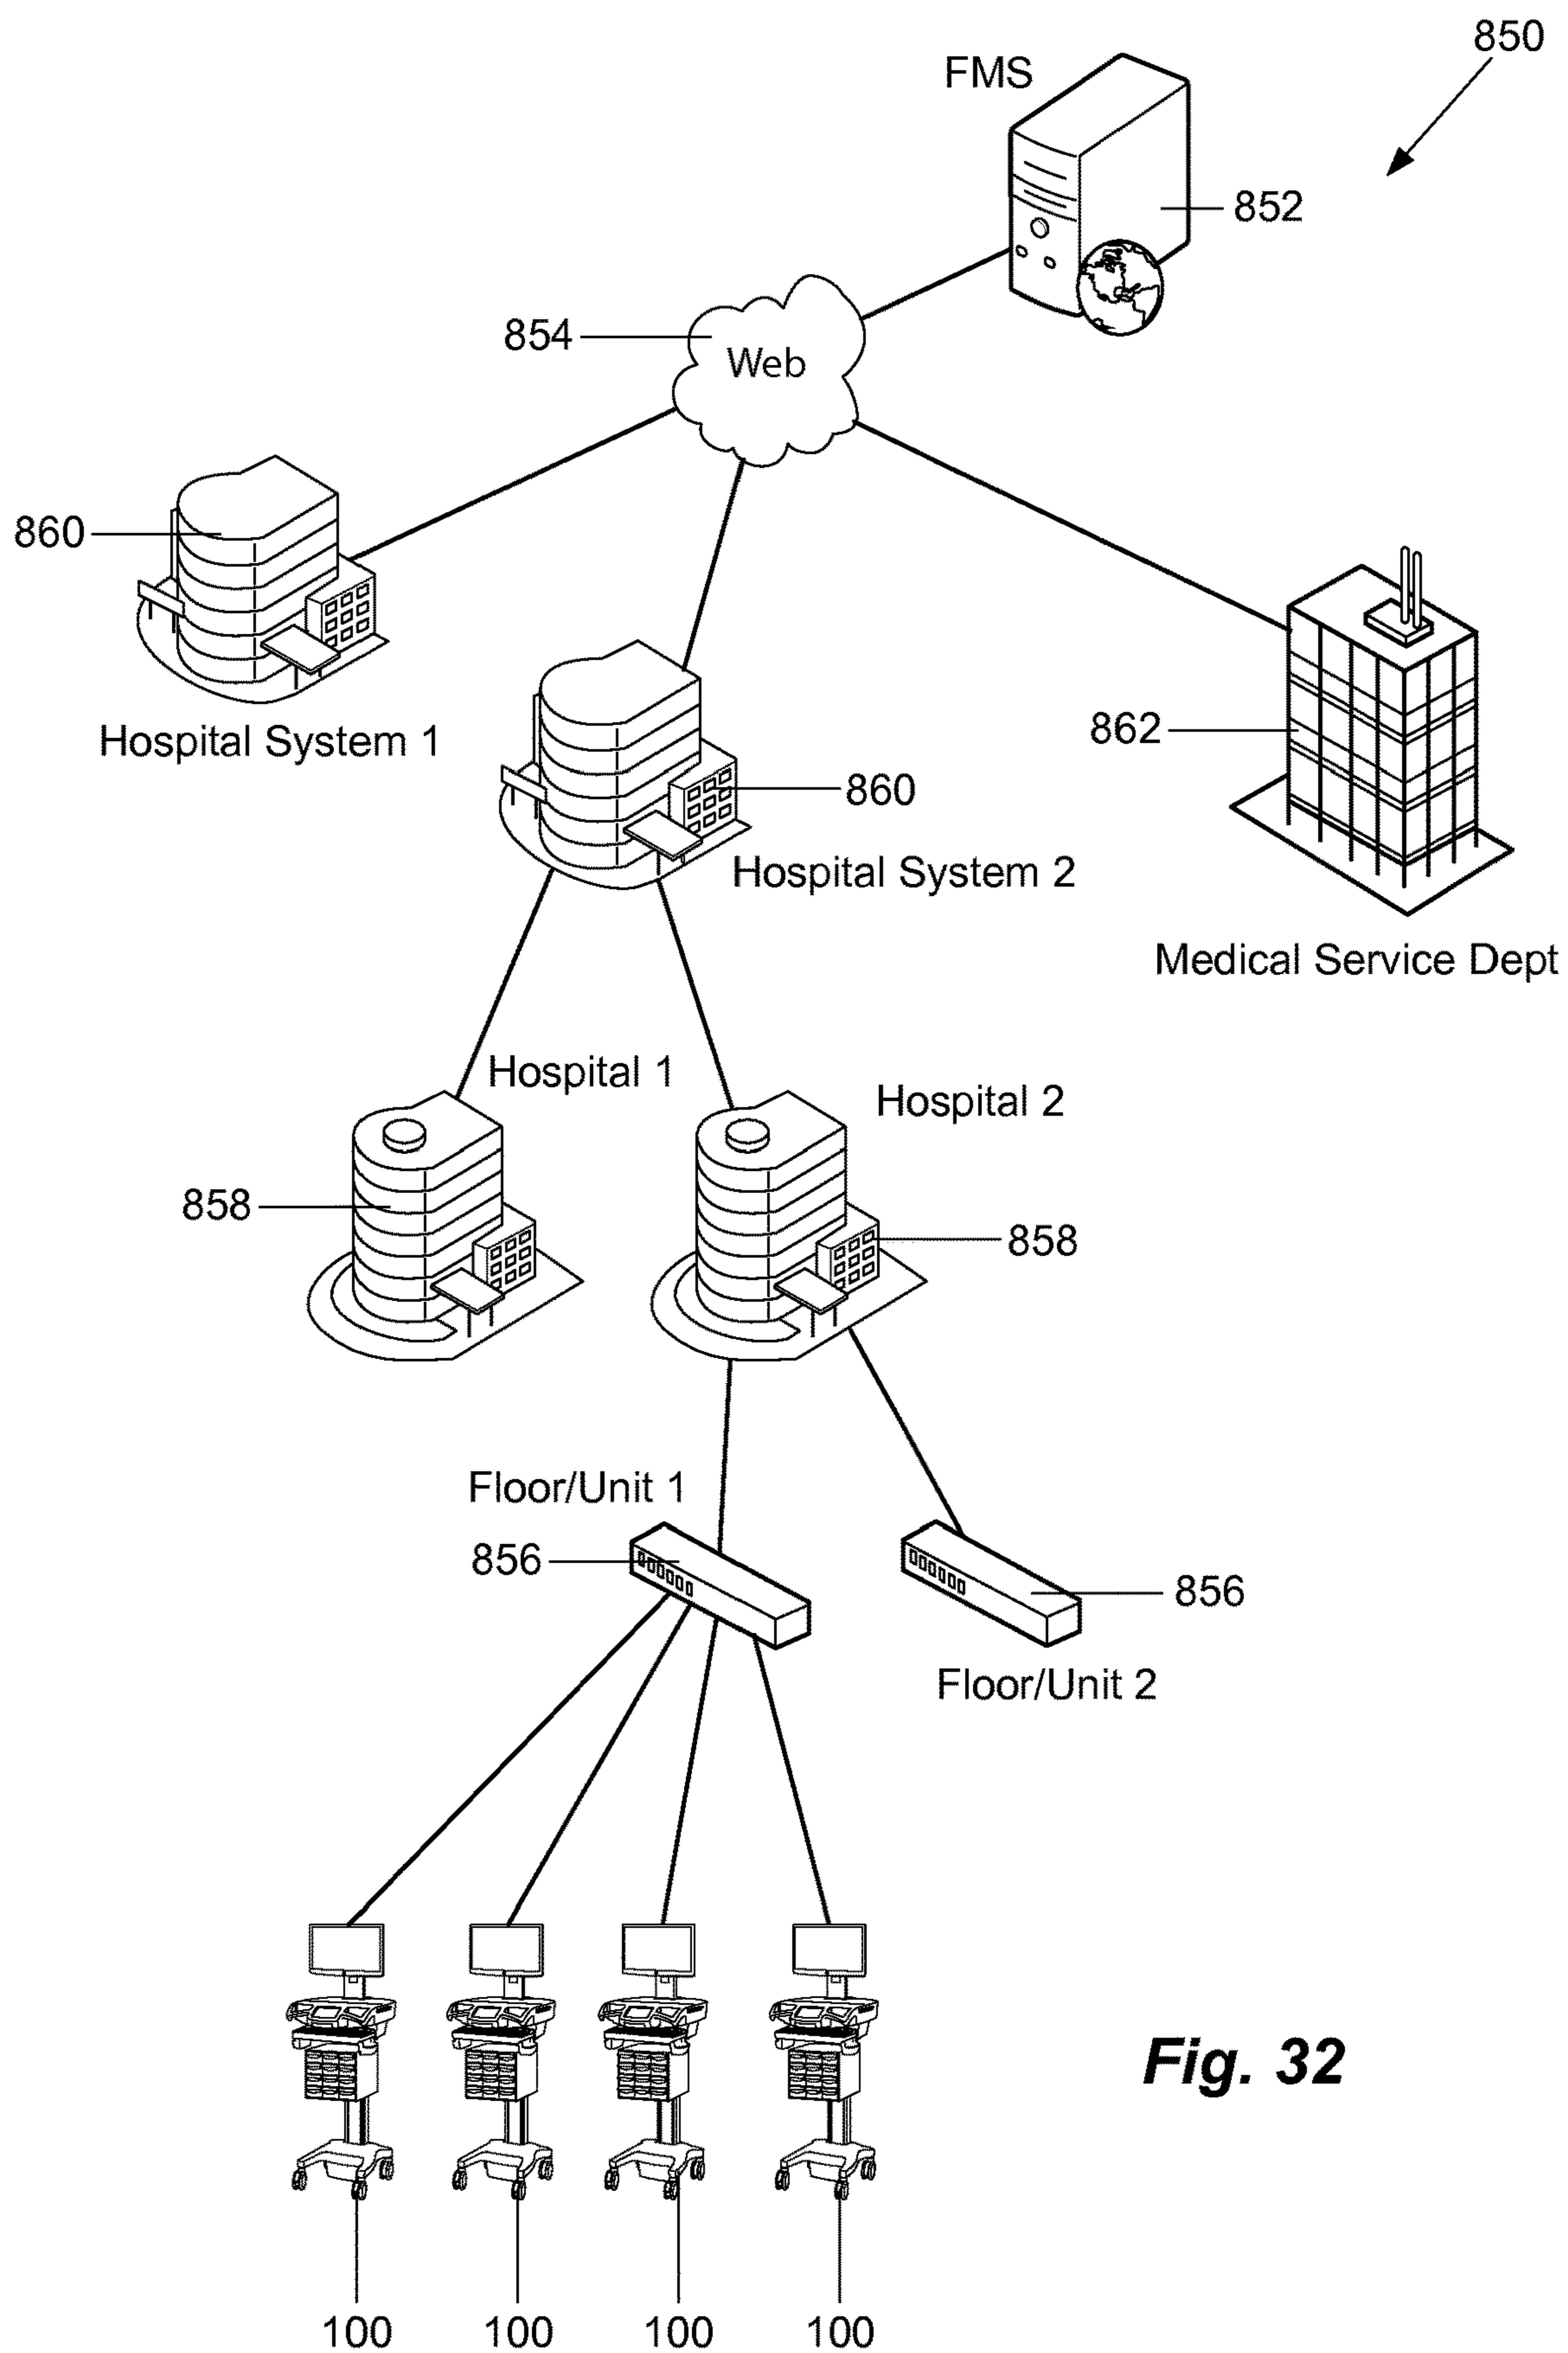 850
FMS
852
854
Web
860
Hospital System 1
862
860
Hospital System 2
Medical Service Dept
Hospital 1
Hospital 2
858
858
Floor/Unit 1
856
856
Floor/Unit 2
Fig. 32
100 100 100 100